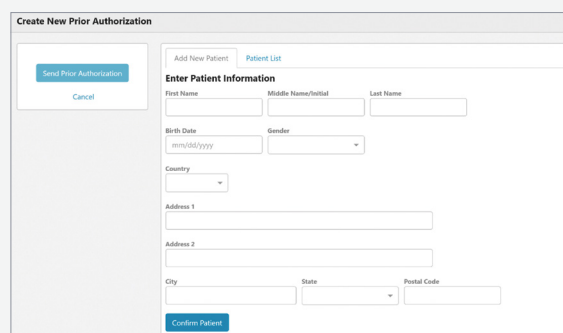 Create New Prior Authorization
Send Prior Authorization
Cancel
Add New Patient Patient List
Enter Patient Information
First Name Middle Name/Initial Last Name
Birth Date Gender
mm/dd/yyyy
Country
Address 1
Address 2
City State Postal Code
Confirm Patient